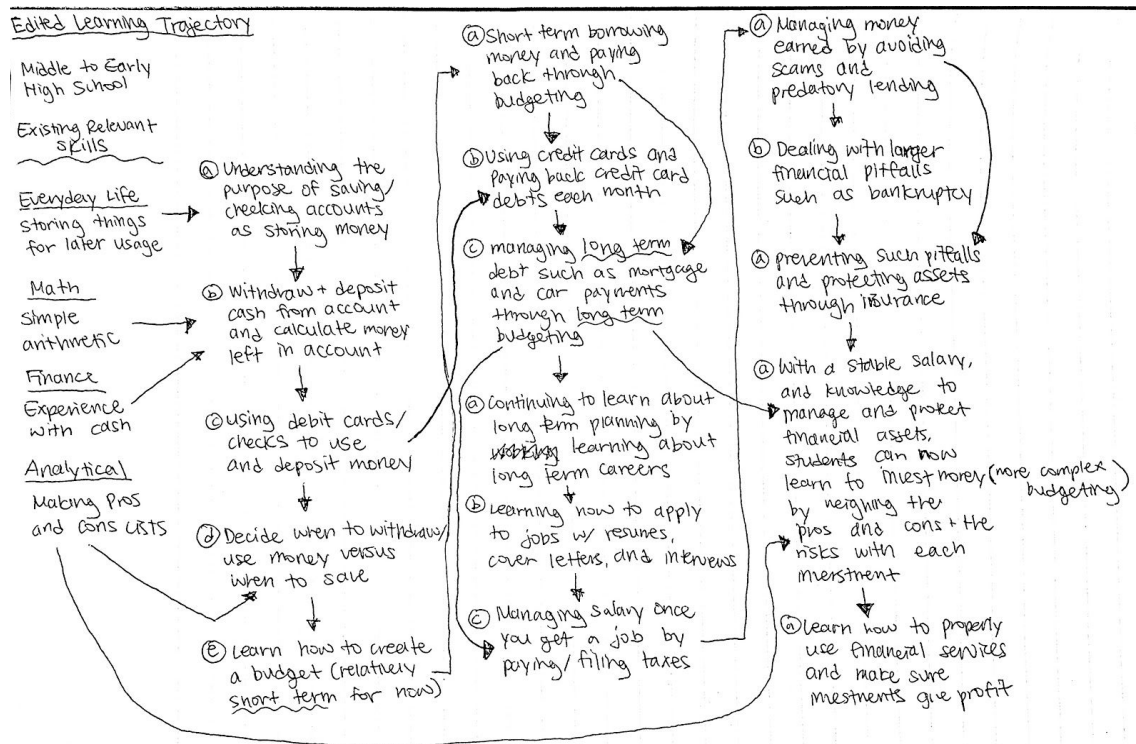 Edited Learning Trajectory
Middle to Early
High School
Existing Relevant
skills
Everyday Life
storing things
for later usage
Math
simple
arithmetic
Finance
Experience
with cash
Analytical
Making Pros
and cons Lists
a Understanding the
purpose of saving/
checking accounts
as storing money
b Withdraw + deposit
cash from account
and calculate money
left in account
c using debit cards/
checks to use
and deposit money
d Decide when to withdraw/
use money versus
when to save
e Learn how to create
a budget (relatively
short term for now)
a Short term borrowing
money and paying
back through
budgeting
b Using credit cards and
paying back credit card
debts each month
c managing long term
debt such as mortgage
and car payments
through long term
budgeting
a Continuing to learn about
long term planning by
learning about
long term careers
b Learning how to apply
to jobs w/ resumes,
cover letters, and interviews
c Managing salary once
you get a job by
paying/filing taxes
a Managing money
earned by avoiding
scams and
predatory lending
b Dealing with larger
financial pitfalls
such as bankruptcy
a preventing such pitfalls
and protecting assets
through insurance
a With a stable salary,
and knowledge to
manage and protect
financial assets,
students can now
learn to invest money (more complex
budgeting)
by weighing the
pros and cons + the
risks with each
investment
a Learn how to properly
use financial services
and make sure
investments give profit